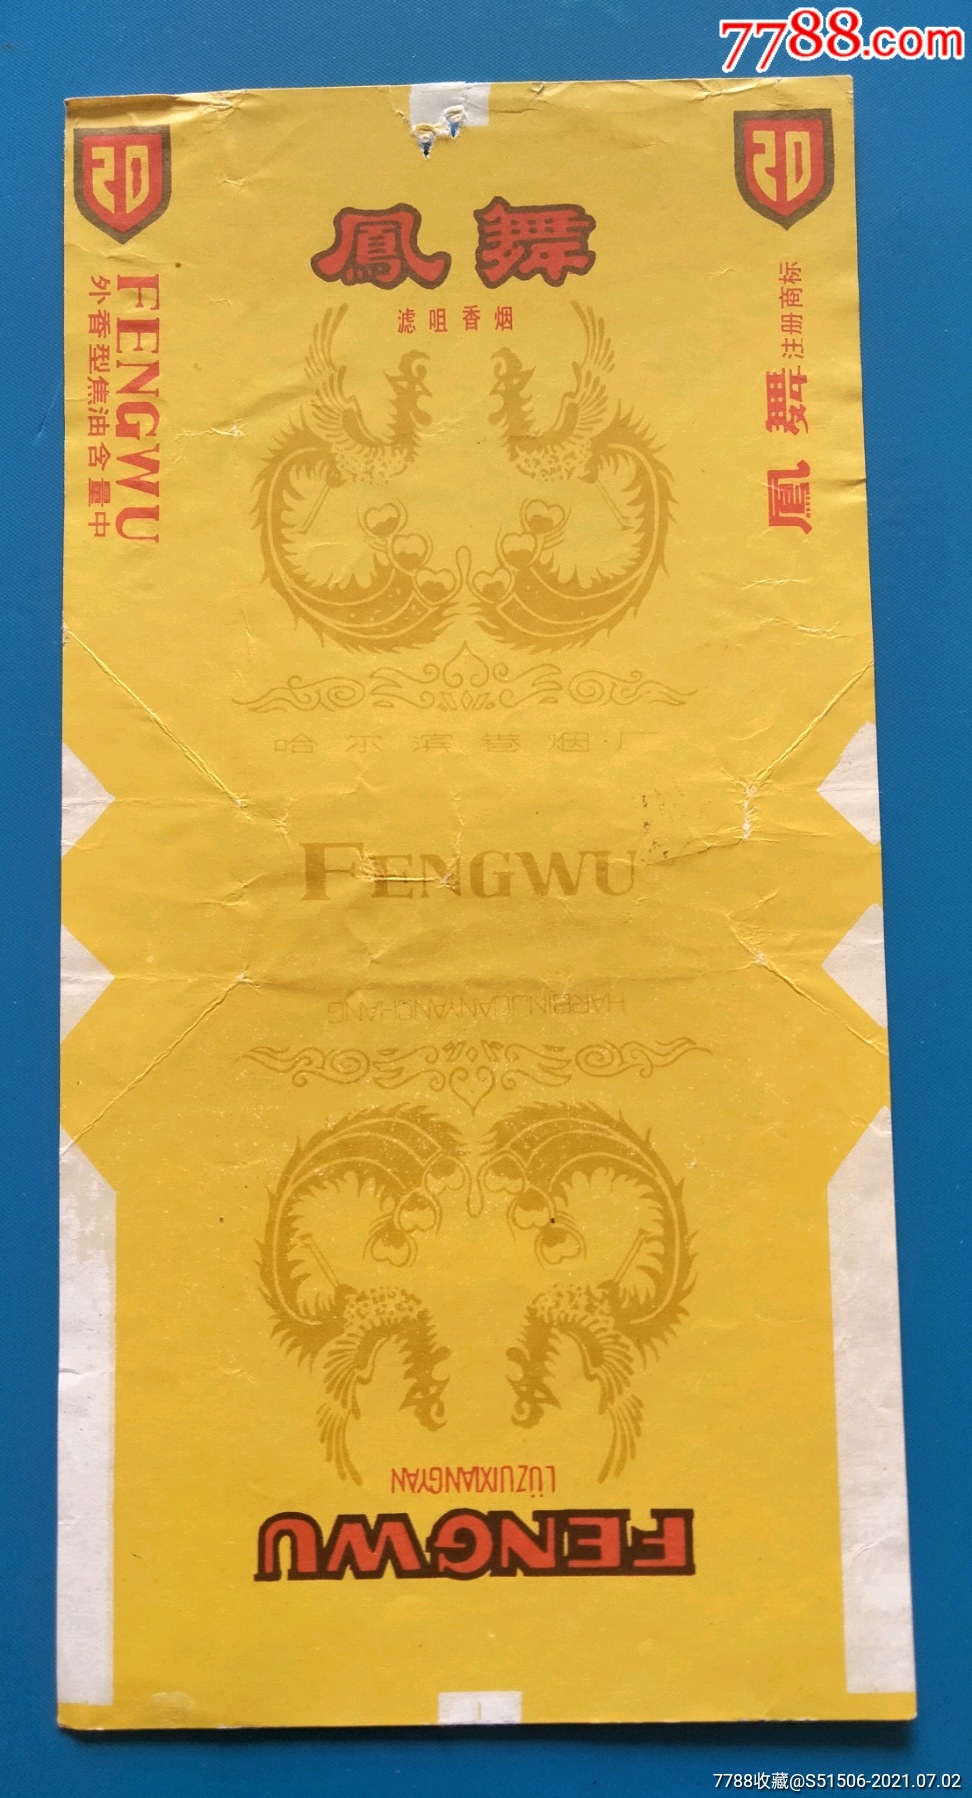 7788.com
20
20
鳳舞
滤咀香烟
FENGWU
外香型焦油含量中
鳳舞
注册商标
哈尔滨卷烟厂
FENGWU
HARBINJUANYANCHANG
LÜZUIXIANGYAN
FENGWU
7788收藏@S51506-2021.07.02